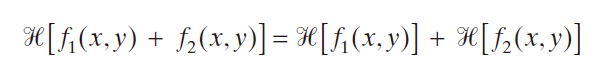 ℋ[f₁(x,y) + f₂(x,y)] = ℋ[f₁(x,y)] + ℋ[f₂(x,y)]